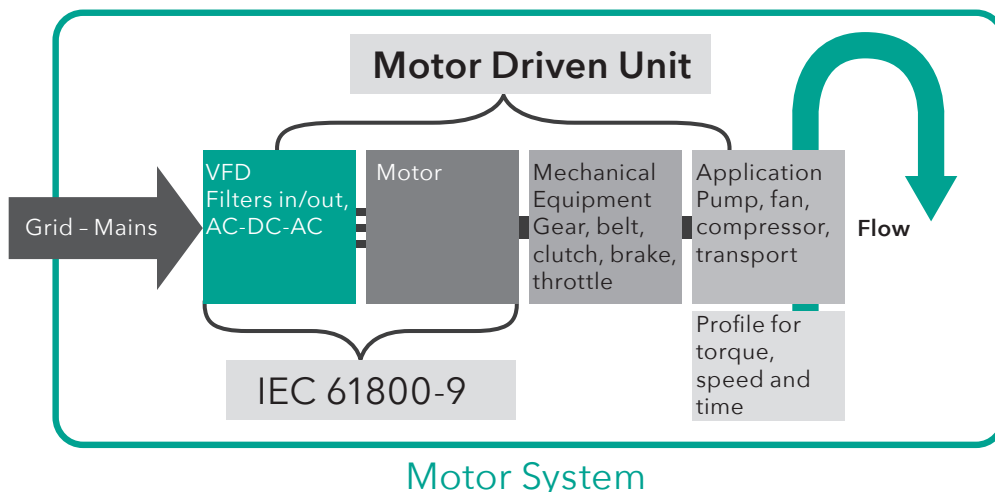 Motor Driven Unit
Grid – Mains
VFD
Filters in/out,
AC-DC-AC
Motor
Mechanical
Equipment
Gear, belt,
clutch, brake,
throttle
Application
Pump, fan,
compressor,
transport
Flow
Profile for
torque,
speed and
time
IEC 61800-9
Motor System